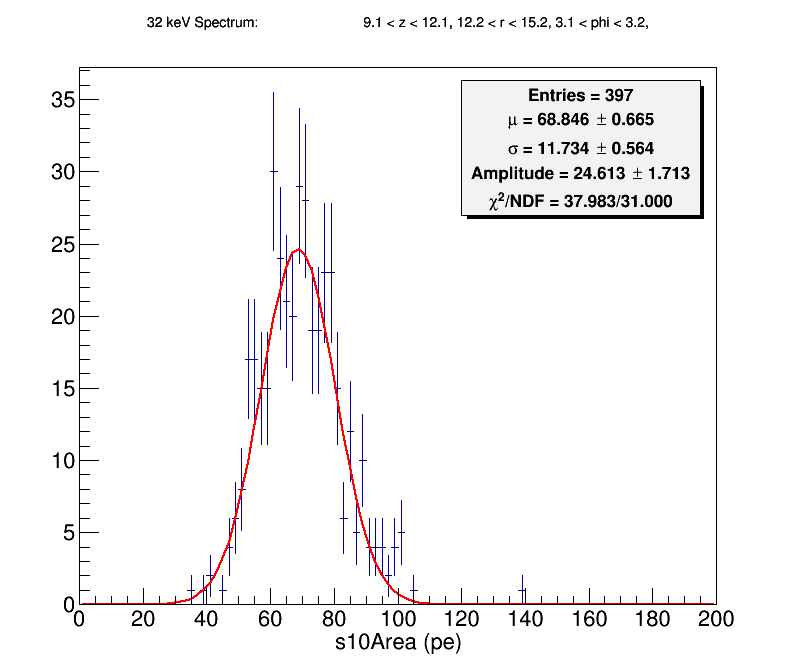 32 keV Spectrum: 9.1 < z < 12.1, 12.2 < r < 15.2, 3.1 < phi < 3.2,
Entries = 397
μ = 68.846 ± 0.665
σ = 11.734 ± 0.564
Amplitude = 24.613 ± 1.713
χ²/NDF = 37.983/31.000
35
30
25
20
15
10
5
0
0 20 40 60 80 100 120 140 160 180 200
s10Area (pe)